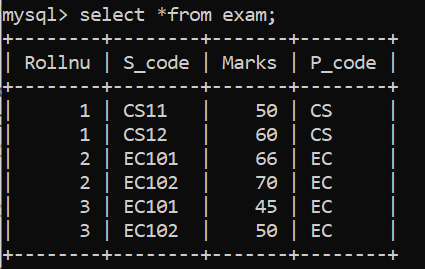 mysql> select *from exam;
+--------+--------+-------+--------+
| Rollnu | S_code | Marks | P_code |
+--------+--------+-------+--------+
|      1 | CS11   |    50 | CS     |
|      1 | CS12   |    60 | CS     |
|      2 | EC101  |    66 | EC     |
|      2 | EC102  |    70 | EC     |
|      3 | EC101  |    45 | EC     |
|      3 | EC102  |    50 | EC     |
+--------+--------+-------+--------+